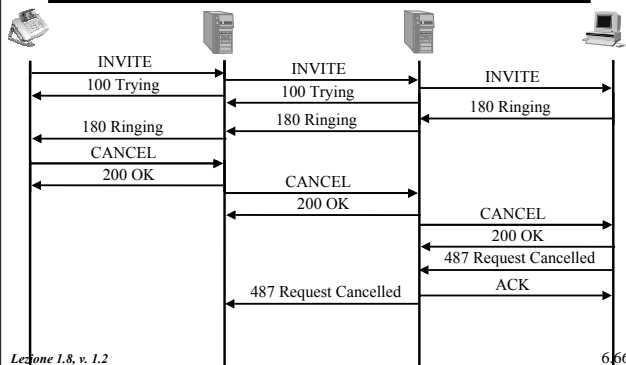 INVITE
INVITE
INVITE
100 Trying
100 Trying
180 Ringing
180 Ringing
180 Ringing
CANCEL
200 OK
CANCEL
200 OK
CANCEL
200 OK
487 Request Cancelled
ACK
487 Request Cancelled
Lezione 1.8, v. 1.2
6.66